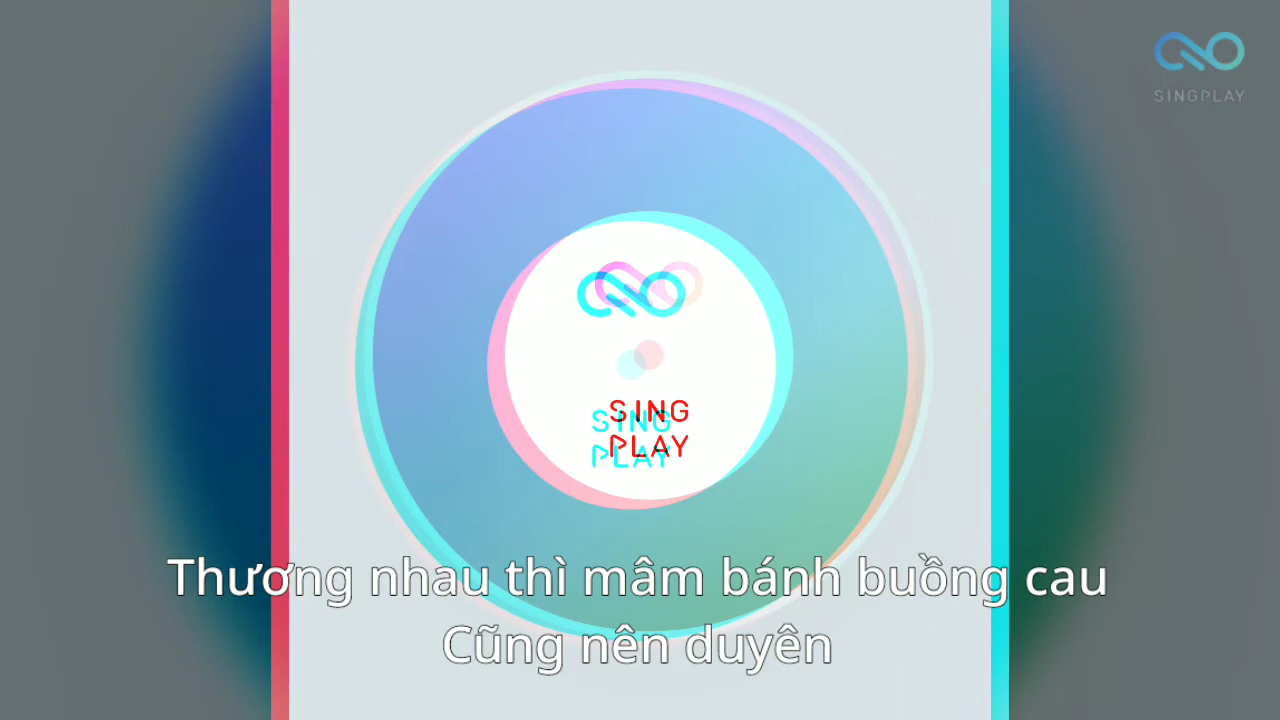 SINGPLAY
SING
PLAY
SING
PLAY
Thương nhau thì mâm bánh buồng cau
Cũng nên duyên